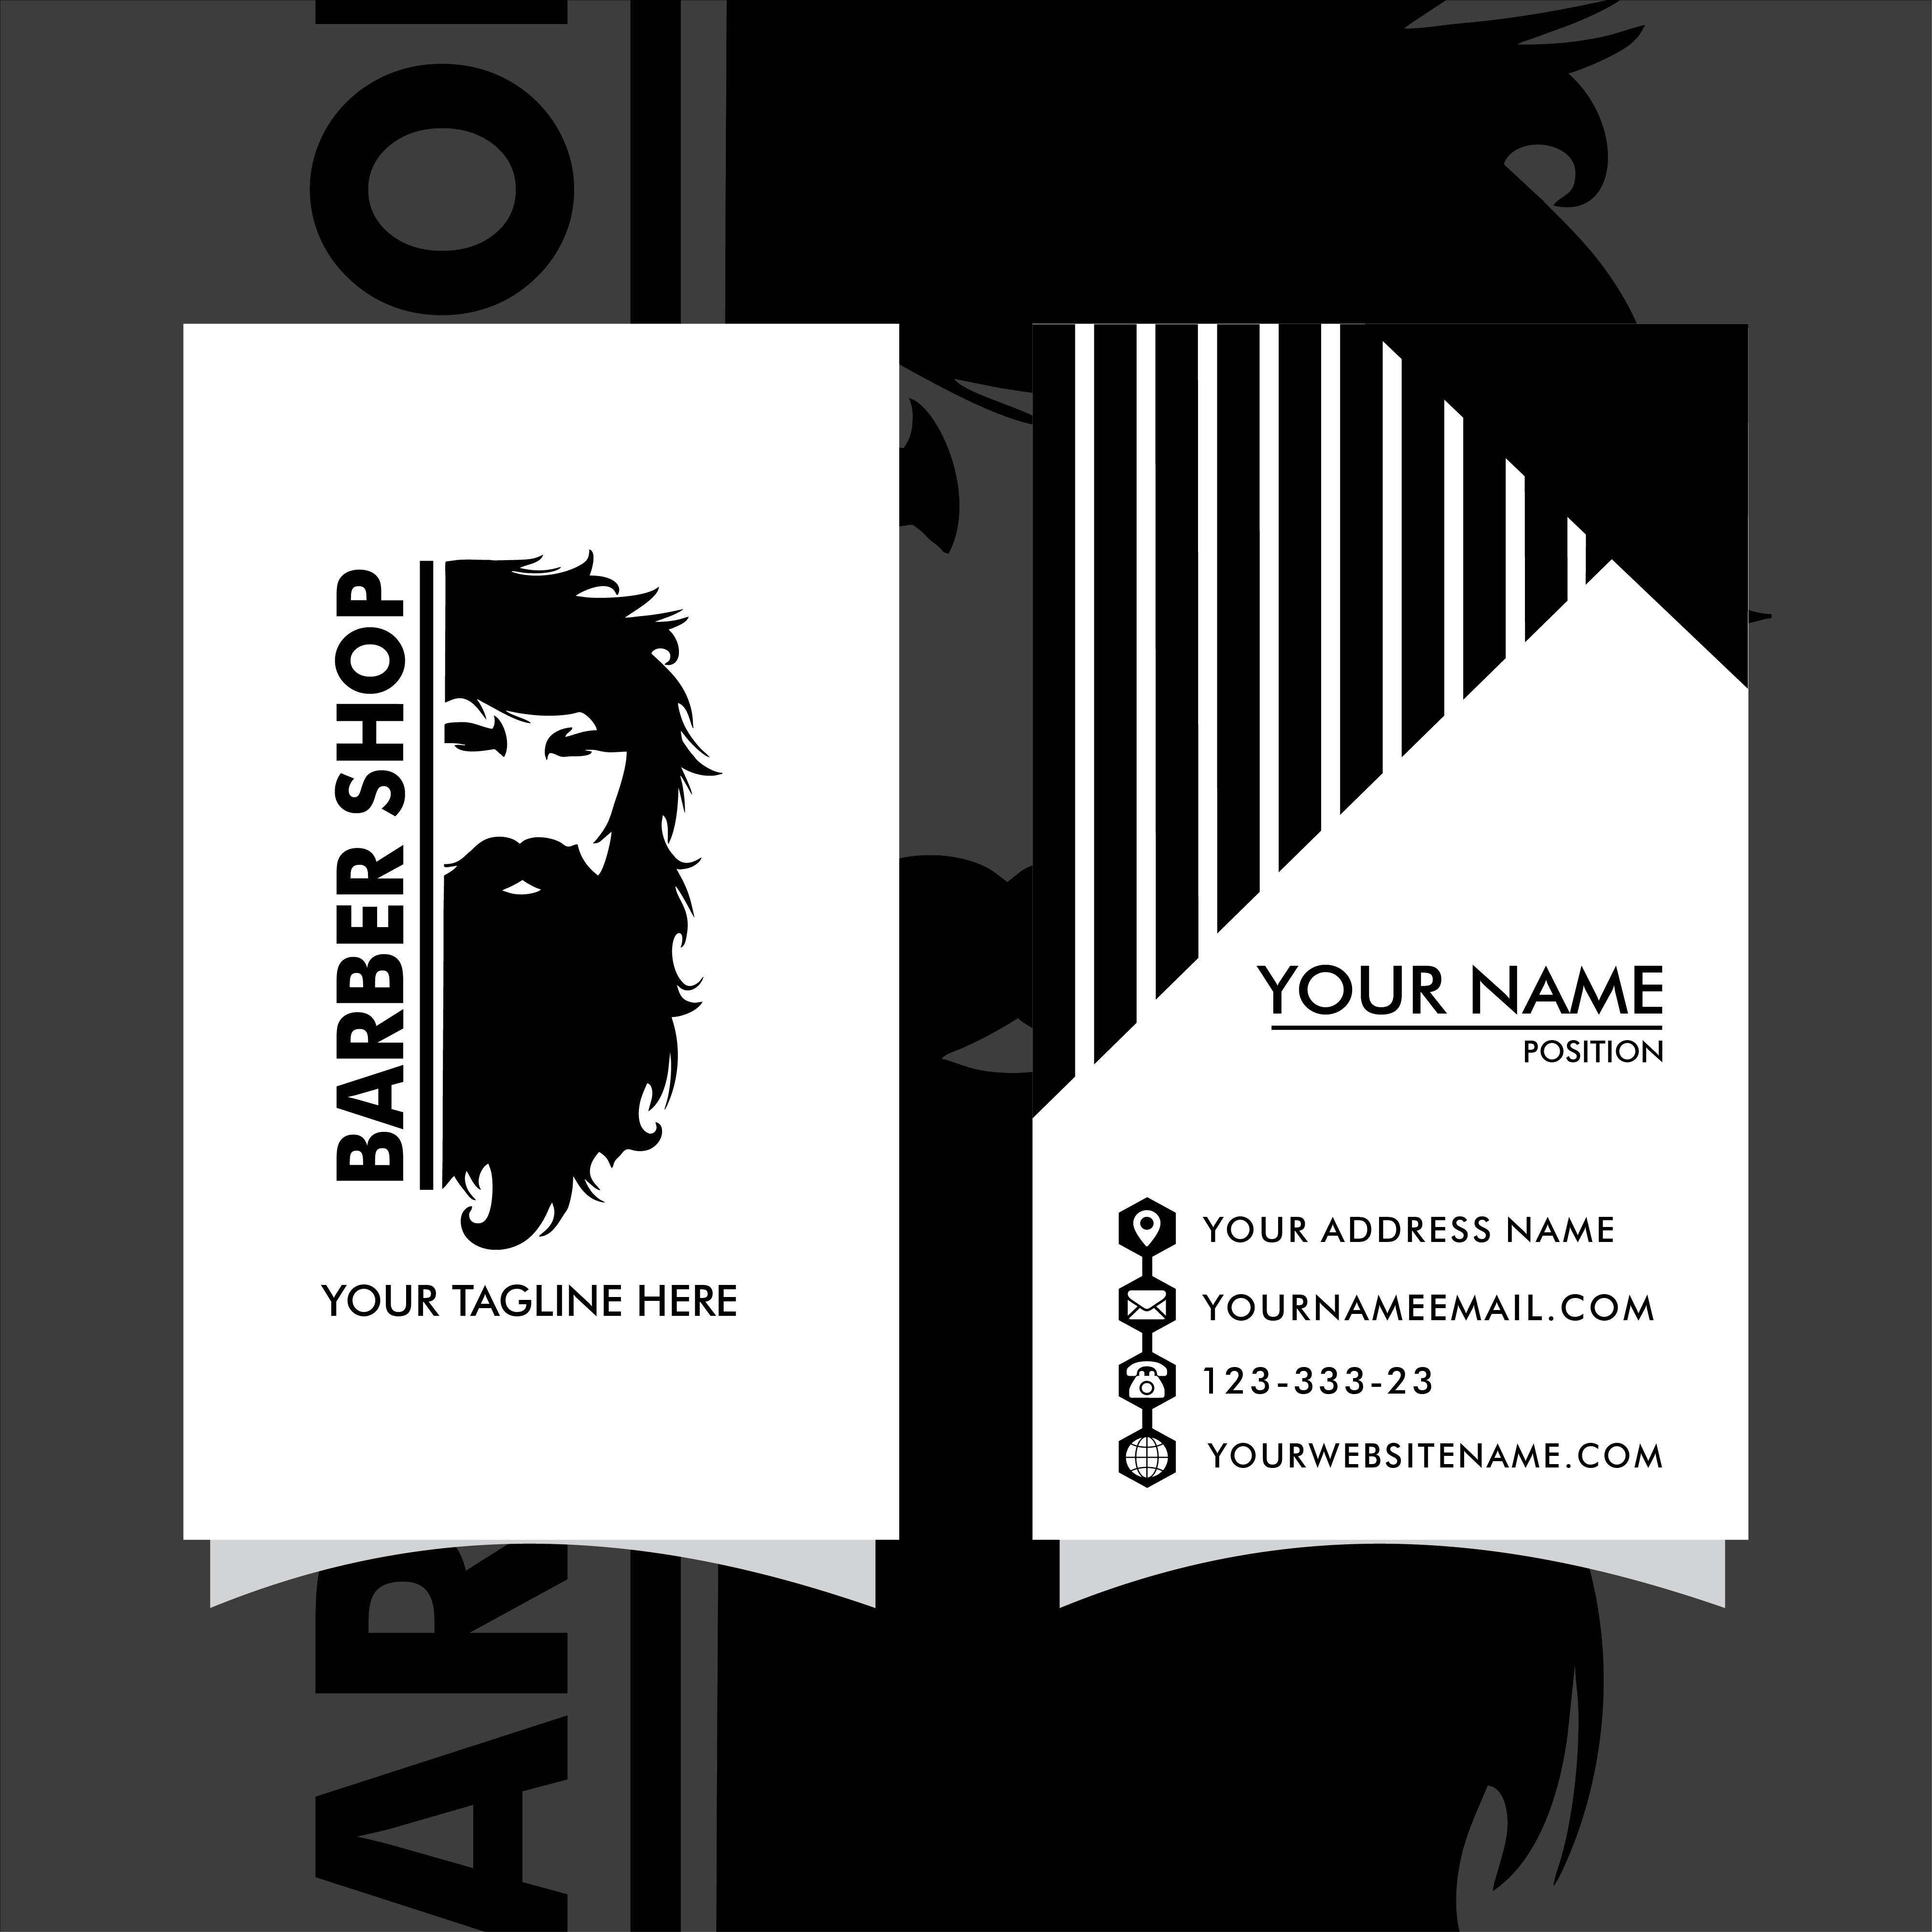 BARBER SHOP
YOUR TAGLINE HERE
YOUR NAME
POSITION
YOUR ADDRESS NAME
YOURNAMEEMAIL.COM
123-333-23
YOURWEBSITENAME.COM